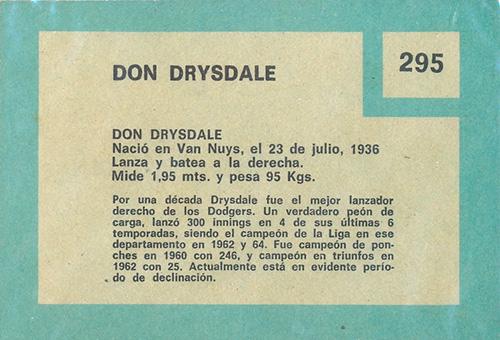 DON DRYSDALE
295
DON DRYSDALE
Nació en Van Nuys, el 23 de julio, 1936
Lanza y batea a la derecha.
Mide 1,95 mts. y pesa 95 Kgs.
Por una década Drysdale fue el mejor lanzador
derecho de los Dodgers. Un verdadero peón de
carga, lanzó 300 innings en 4 de sus últimas 6
temporadas, siendo el campeón de la Liga en ese
departamento en 1962 y 64. Fue campeón de pon-
ches en 1960 con 246, y campeón en triunfos en
1962 con 25. Actualmente está en evidente perío-
do de declinación.